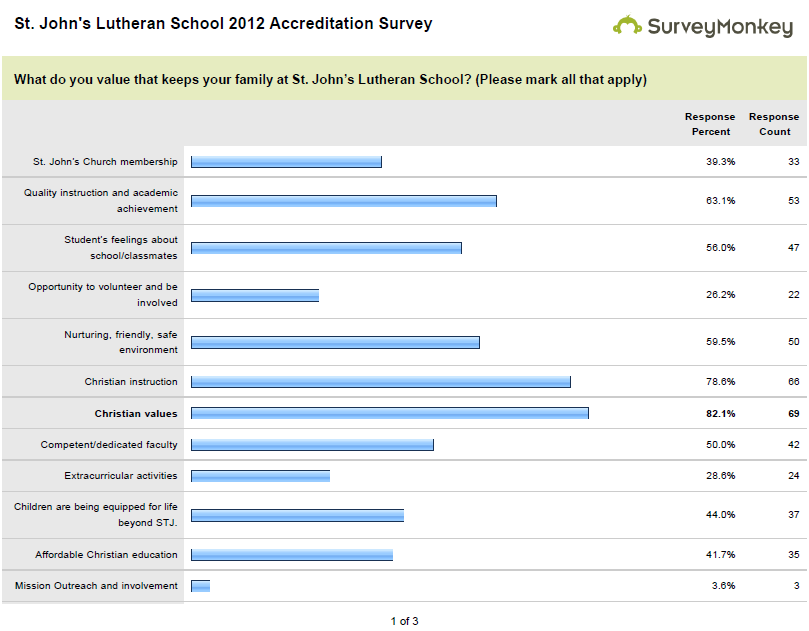 St. John's Lutheran School 2012 Accreditation Survey
SurveyMonkey
What do you value that keeps your family at St. John's Lutheran School? (Please mark all that apply)
Response Percent
Response Count
St. John's Church membership 39.3% 33
Quality instruction and academic
achievement 63.1% 53
Student's feelings about
school/classmates 56.0% 47
Opportunity to volunteer and be
involved 26.2% 22
Nurturing, friendly, safe
environment 59.5% 50
Christian instruction 78.6% 66
Christian values 82.1% 69
Competent/dedicated faculty 50.0% 42
Extracurricular activities 28.6% 24
Children are being equipped for life
beyond STJ. 44.0% 37
Affordable Christian education 41.7% 35
Mission Outreach and involvement 3.6% 3
1 of 3